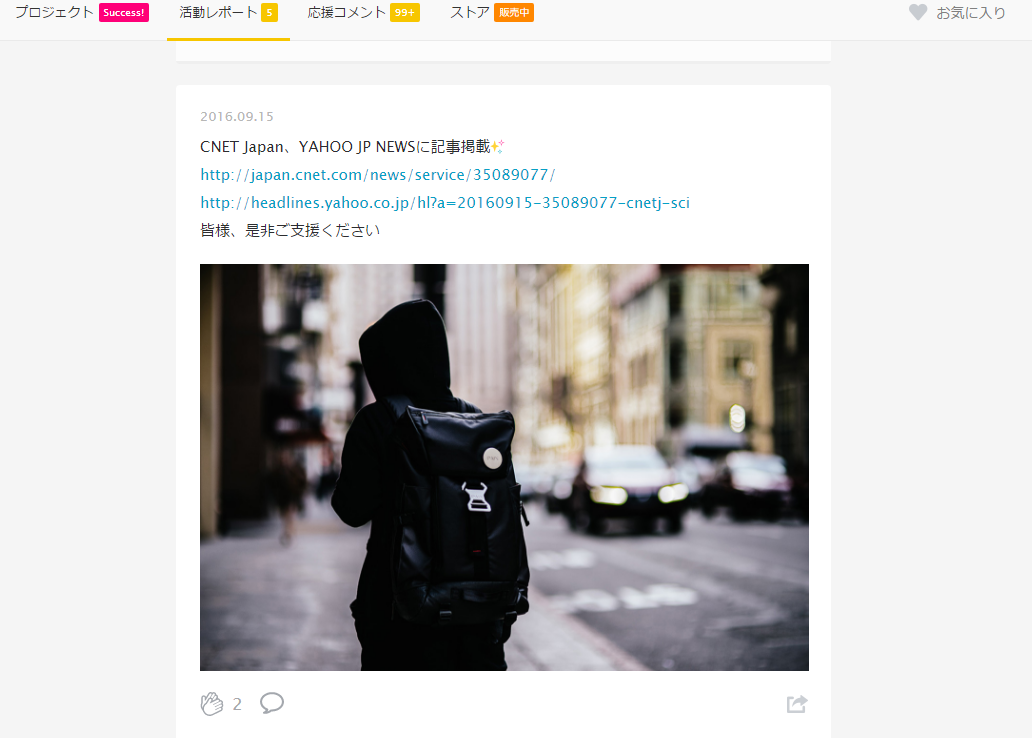 プロジェクト Success! 活動レポート 5 応援コメント 99+ ストア 販売中 お気に入り
2016.09.15
CNET Japan、YAHOO JP NEWSに記事掲載✨
http://japan.cnet.com/news/service/35089077/
http://headlines.yahoo.co.jp/hl?a=20160915-35089077-cnetj-sci
皆様、是非ご支援ください
2